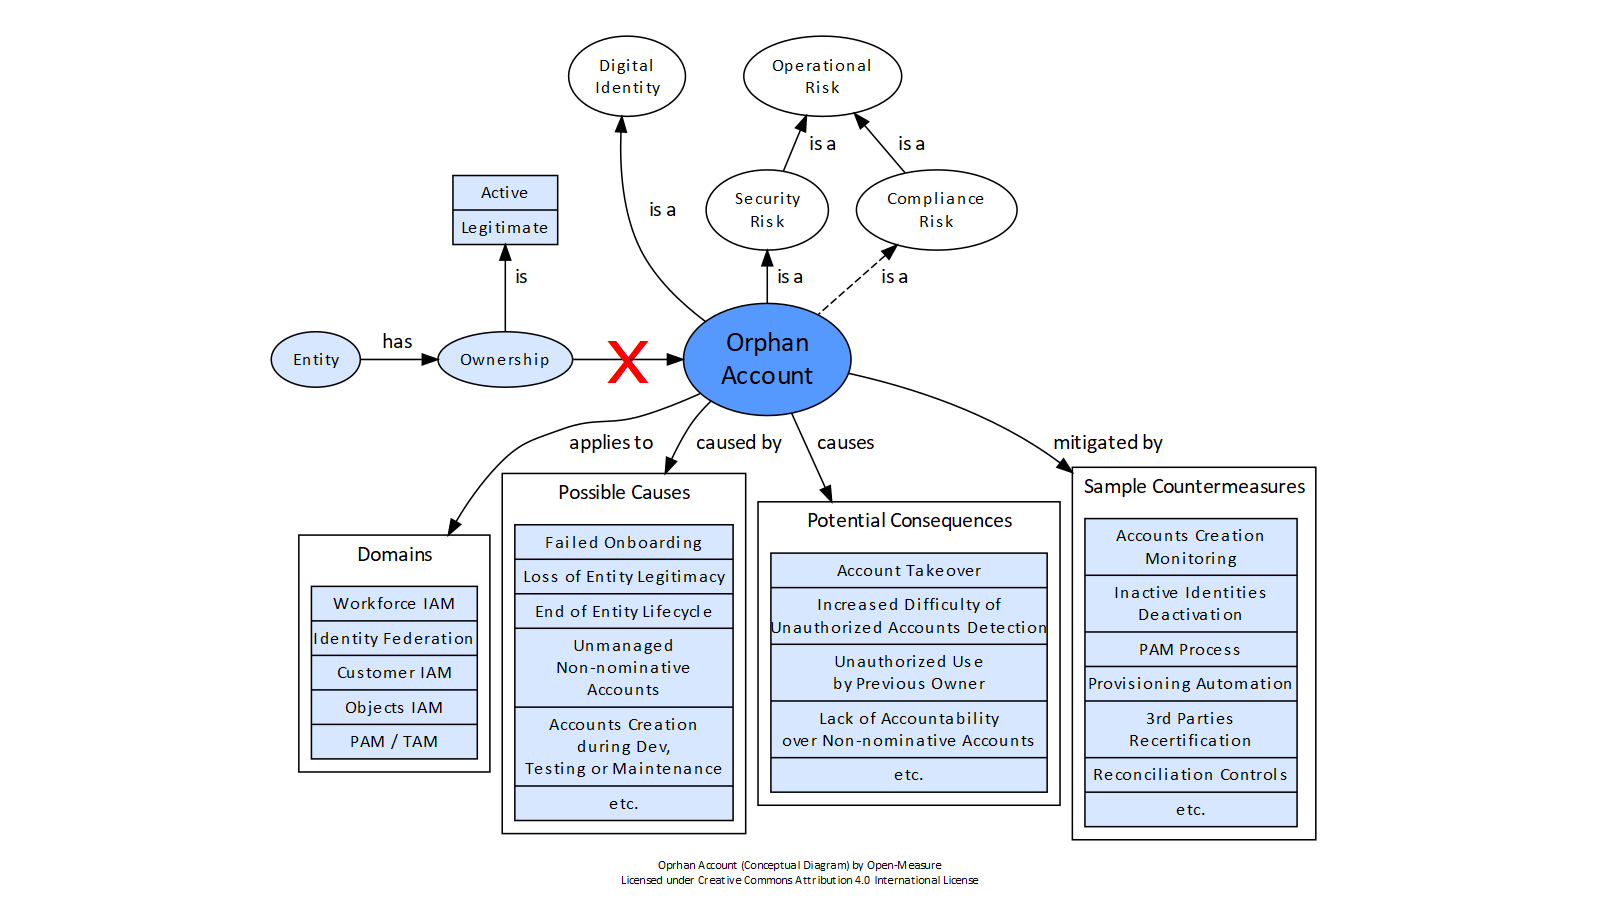 Digital
Identity
Operational
Risk
is a
is a
Active
Legitimate
is a
Security
Risk
Compliance
Risk
is
is a
is a
Entity
has
Ownership
X
Orphan
Account
applies to
caused by
causes
mitigated by
Domains
Workforce IAM
Identity Federation
Customer IAM
Objects IAM
PAM / TAM
Possible Causes
Failed Onboarding
Loss of Entity Legitimacy
End of Entity Lifecycle
Unmanaged
Non-nominative
Accounts
Accounts Creation
during Dev,
Testing or Maintenance
etc.
Potential Consequences
Account Takeover
Increased Difficulty of
Unauthorized Accounts Detection
Unauthorized Use
by Previous Owner
Lack of Accountability
over Non-nominative Accounts
etc.
Sample Countermeasures
Accounts Creation
Monitoring
Inactive Identities
Deactivation
PAM Process
Provisioning Automation
3rd Parties
Recertification
Reconciliation Controls
etc.
Oprhan Account (Conceptual Diagram) by Open-Measure
Licensed under Creative Commons Attribution 4.0 International License